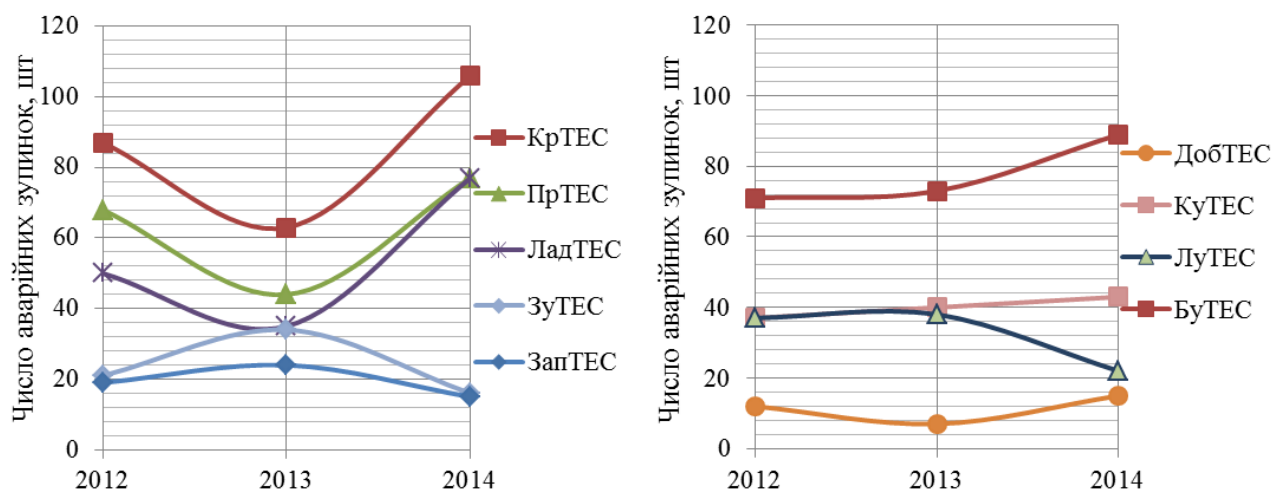 Число аварійних зупинок, шт
120
100
80
60
40
20
0
2012
2013
2014
КрТЕС
ПрТЕС
ЛадТЕС
ЗуТЕС
ЗапТЕС
Число аварійних зупинок, шт
120
100
80
60
40
20
0
2012
2013
2014
ДобТЕС
КуТЕС
ЛуТЕС
БуТЕС